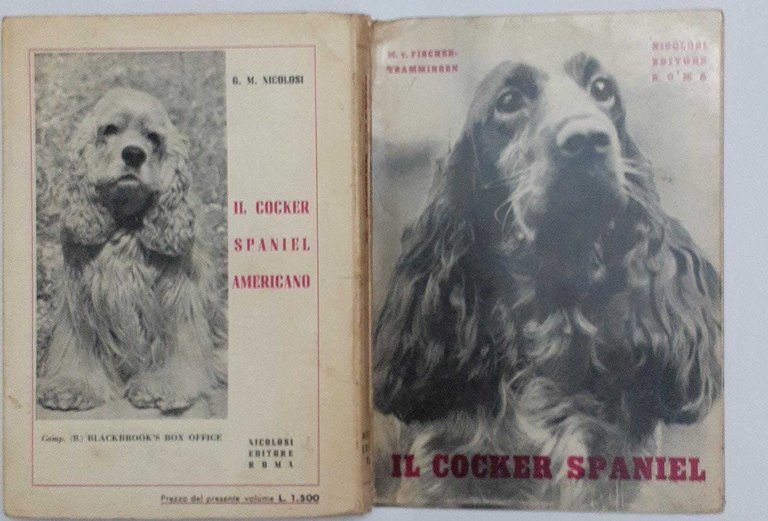 G. M. NICOLOSI
IL COCKER
SPANIEL
AMERICANO
Camp. (B.) BLACKBROOK'S BOX OFFICE
NICOLOSI
EDITORE
ROMA
Prezzo del presente volume L. 1.500
M. v. FISCHER-
TRAMMINGEN
NICOLOSI
EDITORE
ROMA
IL COCKER SPANIEL